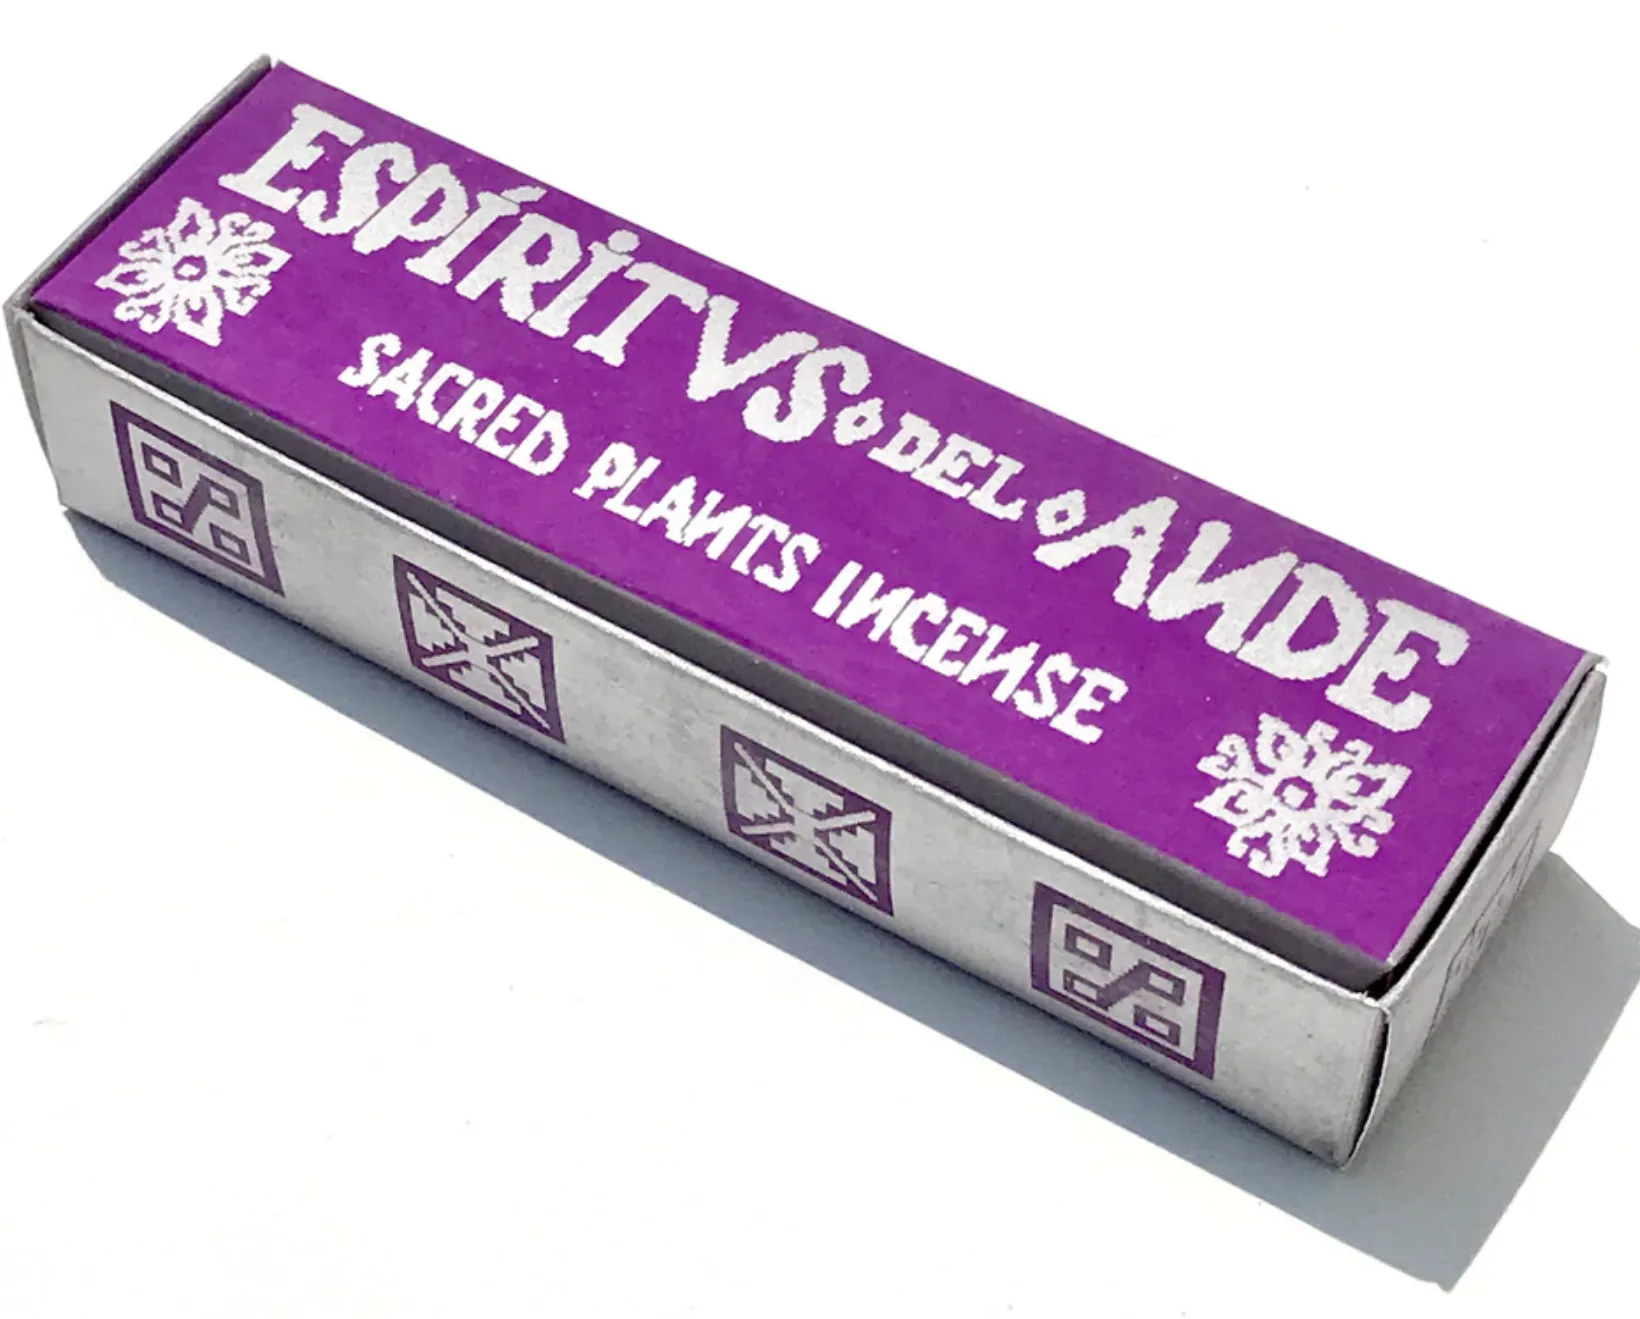 ESPÍRITVS DEL ANDE
SACRED PLANTS INCENSE